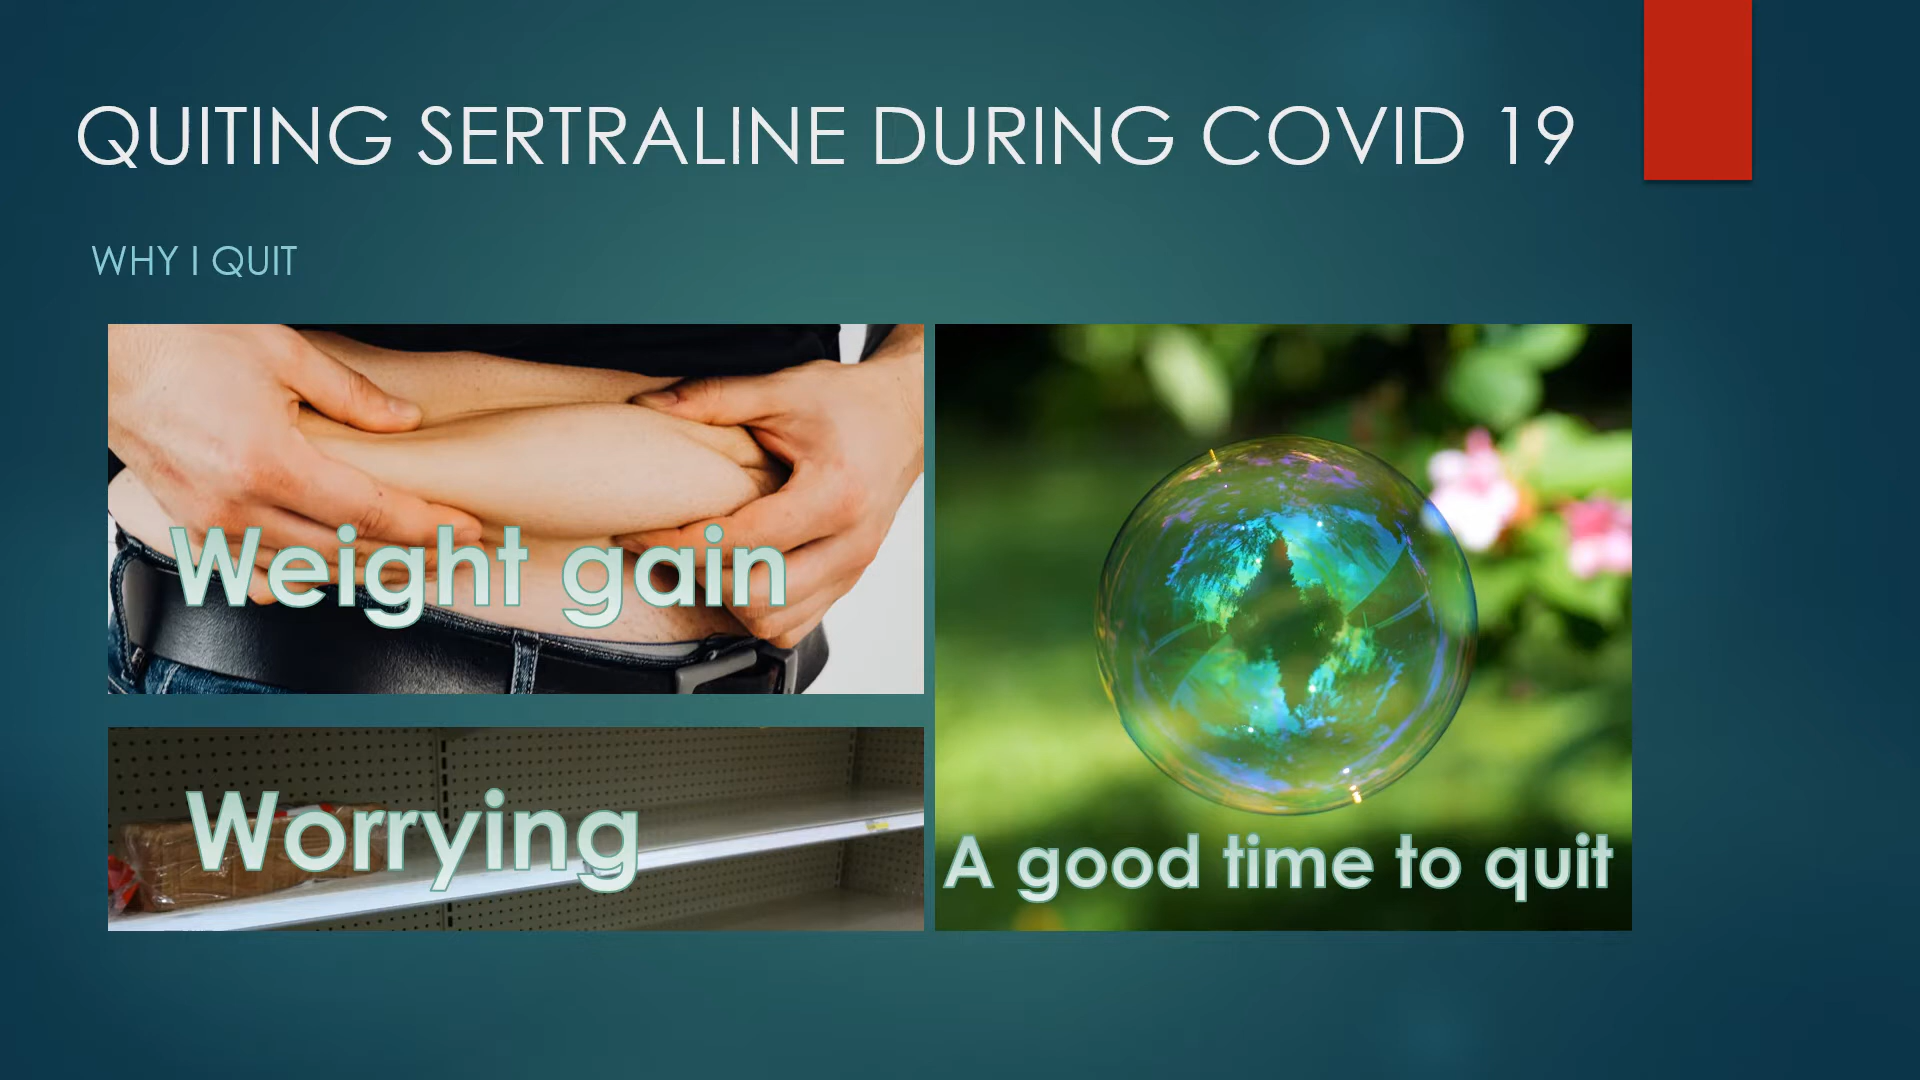 QUITING SERTRALINE DURING COVID 19
WHY I QUIT
Weight gain
Worrying
A good time to quit